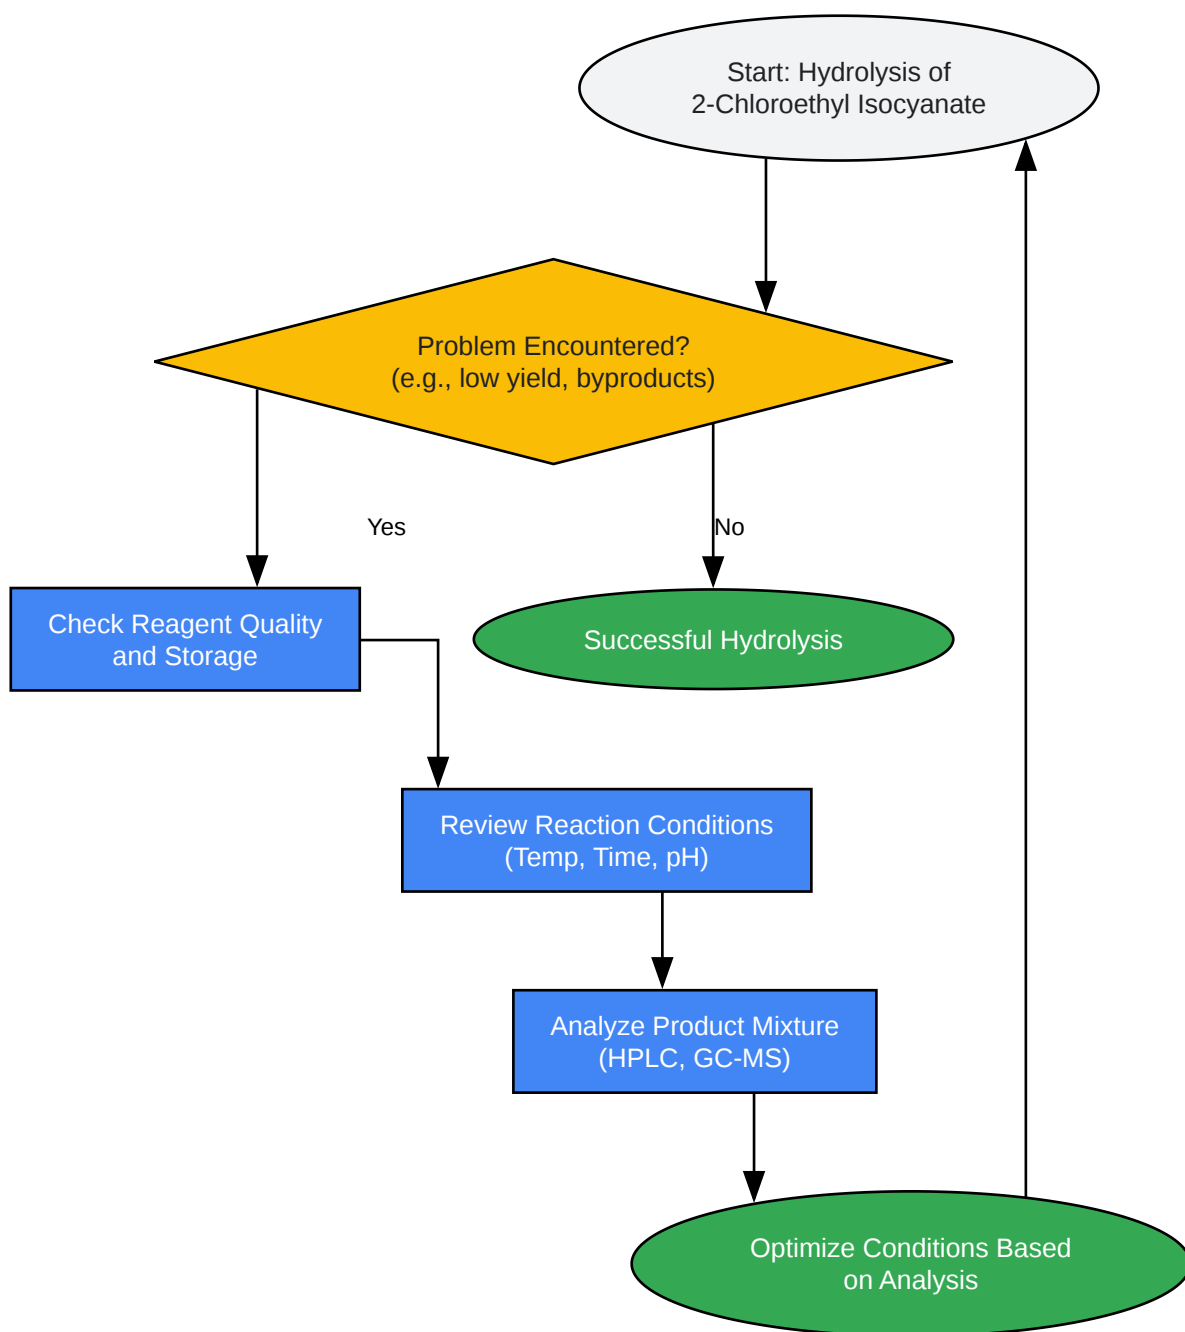 Start: Hydrolysis of
2-Chloroethyl Isocyanate
Problem Encountered?
(e.g., low yield, byproducts)
Yes
No
Check Reagent Quality
and Storage
Successful Hydrolysis
Review Reaction Conditions
(Temp, Time, pH)
Analyze Product Mixture
(HPLC, GC-MS)
Optimize Conditions Based
on Analysis